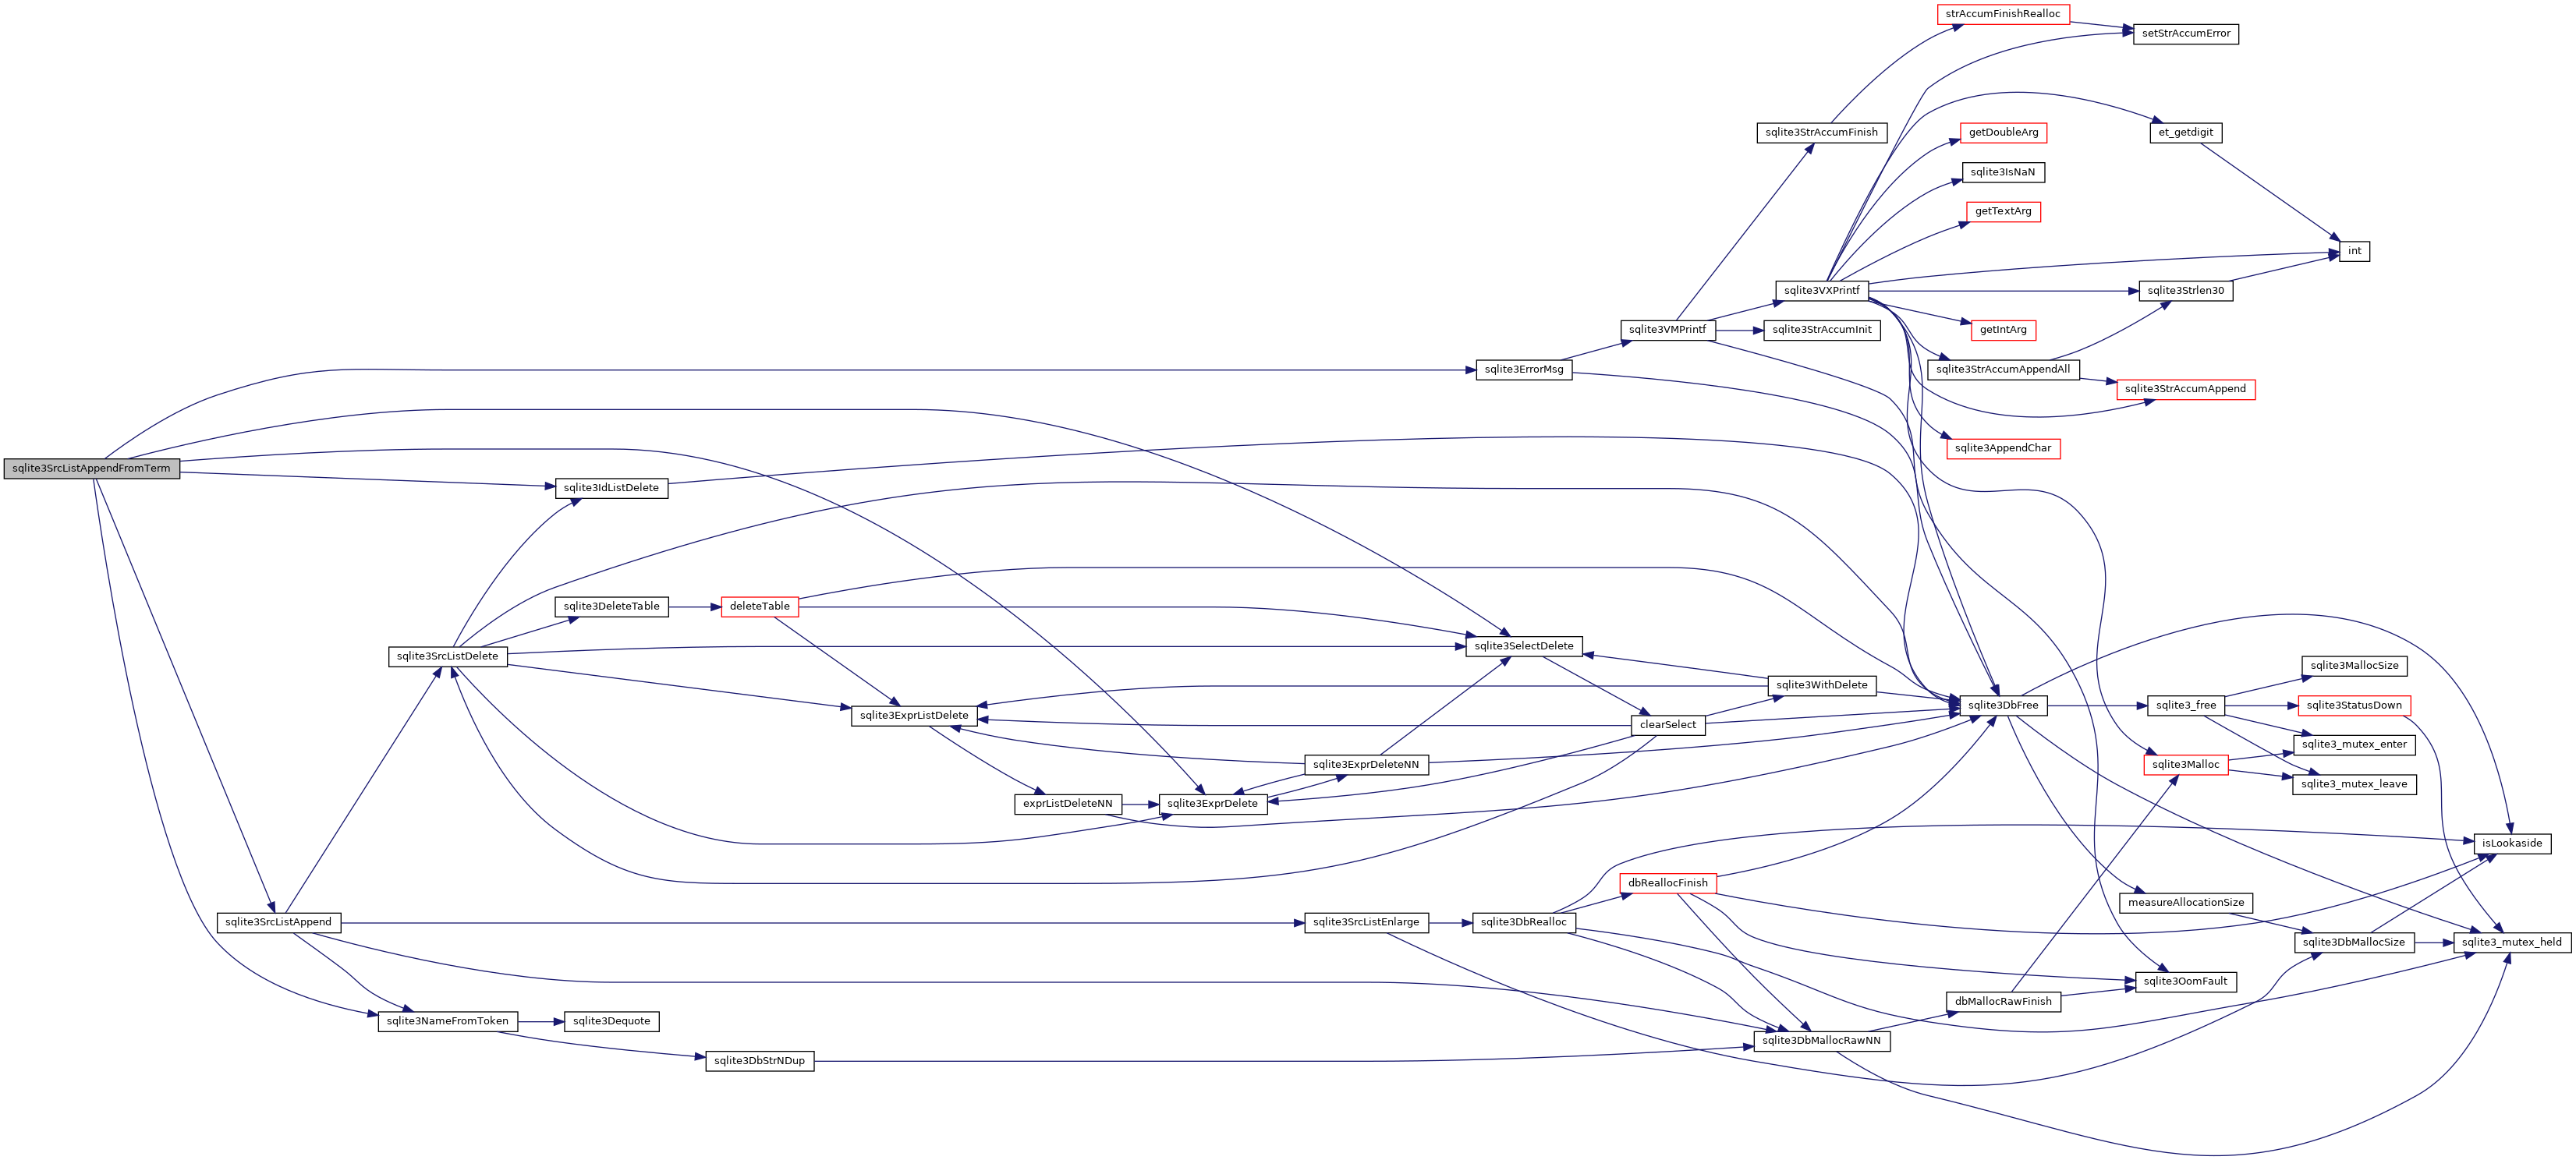 strAccumFinishRealloc
setStrAccumError
sqlite3StrAccumFinish
getDoubleArg
et_getdigit
sqlite3IsNaN
getTextArg
int
sqlite3VXPrintf
sqlite3Strlen30
sqlite3VMPrintf
sqlite3StrAccumInit
getIntArg
sqlite3ErrorMsg
sqlite3StrAccumAppendAll
sqlite3StrAccumAppend
sqlite3AppendChar
sqlite3SrcListAppendFromTerm
sqlite3IdListDelete
sqlite3DeleteTable
deleteTable
sqlite3SrcListDelete
sqlite3SelectDelete
sqlite3MallocSize
sqlite3WithDelete
sqlite3ExprListDelete
sqlite3DbFree
sqlite3_free
sqlite3StatusDown
clearSelect
sqlite3_mutex_enter
sqlite3ExprDeleteNN
sqlite3Malloc
sqlite3_mutex_leave
exprListDeleteNN
sqlite3ExprDelete
isLookaside
dbReallocFinish
measureAllocationSize
sqlite3SrcListAppend
sqlite3SrcListEnlarge
sqlite3DbRealloc
sqlite3DbMallocSize
sqlite3_mutex_held
sqlite3OomFault
dbMallocRawFinish
sqlite3NameFromToken
sqlite3Dequote
sqlite3DbMallocRawNN
sqlite3DbStrNDup